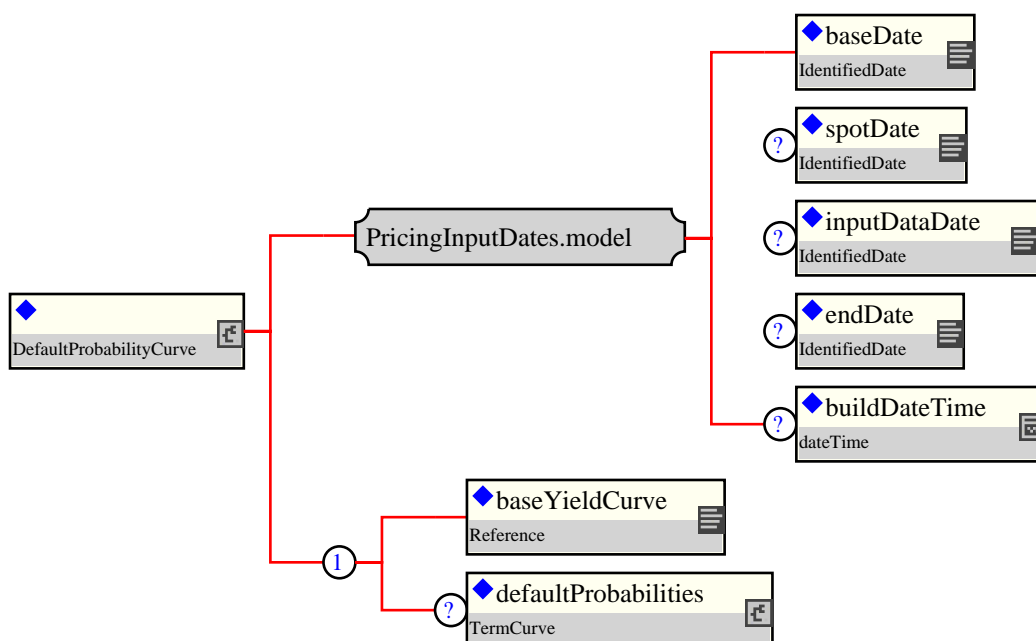 baseDate
IdentifiedDate
?
spotDate
IdentifiedDate
PricingInputDates.model
?
inputDataDate
IdentifiedDate
DefaultProbabilityCurve
?
endDate
IdentifiedDate
?
buildDateTime
dateTime
1
baseYieldCurve
Reference
?
defaultProbabilities
TermCurve